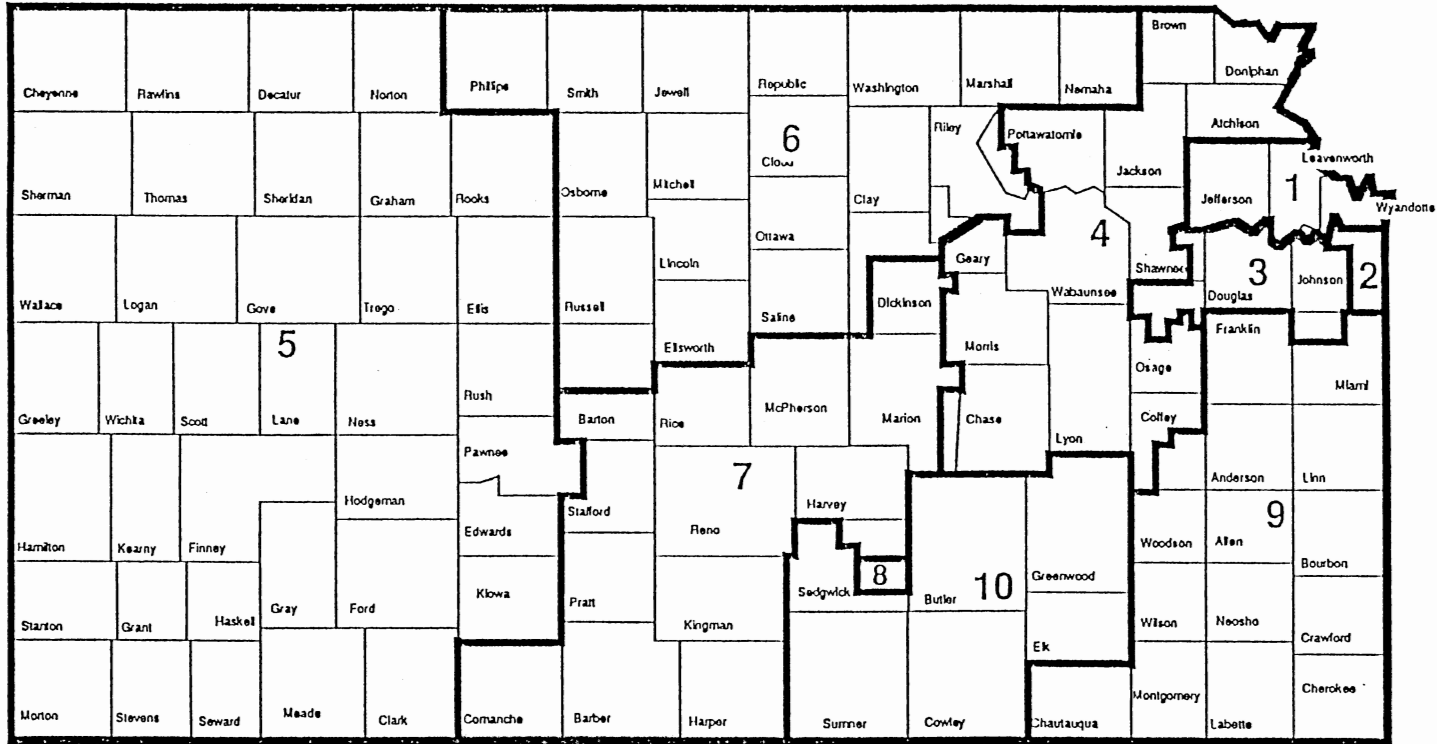 Brown
Doniphan
Cheyenne
Rawlins
Decatur
Norton
Phillips
Smith
Jewell
Republic
Washington
Marshall
Nemaha
Atchison
Riley
Pottawatomie
6
Cloud
Leavenworth
Sherman
Thomas
Sheridan
Graham
Rooks
Osborne
Mitchell
Clay
Jackson
Jefferson
1
Wyandotte
Ottawa
4
Lincoln
Geary
Shawnee
3
2
Wallace
Logan
Gove
Trego
Ellis
Russell
Saline
Dickinson
Wabaunsee
Douglas
Johnson
5
Ellsworth
Morris
Franklin
Osage
Miami
Greeley
Wichita
Scott
Lane
Ness
Rush
Barton
Rice
McPherson
Marion
Chase
Lyon
Coffey
Pawnee
7
Anderson
Linn
Hodgeman
Stafford
Harvey
9
Hamilton
Kearny
Finney
Edwards
Reno
Woodson
Allen
Bourbon
8
Stanton
Grant
Haskell
Gray
Ford
Kiowa
Pratt
Kingman
Sedgwick
Butler
10
Greenwood
Wilson
Neosho
Crawford
Elk
Morton
Stevens
Seward
Meade
Clark
Comanche
Barber
Harper
Sumner
Cowley
Chautauqua
Montgomery
Labette
Cherokee